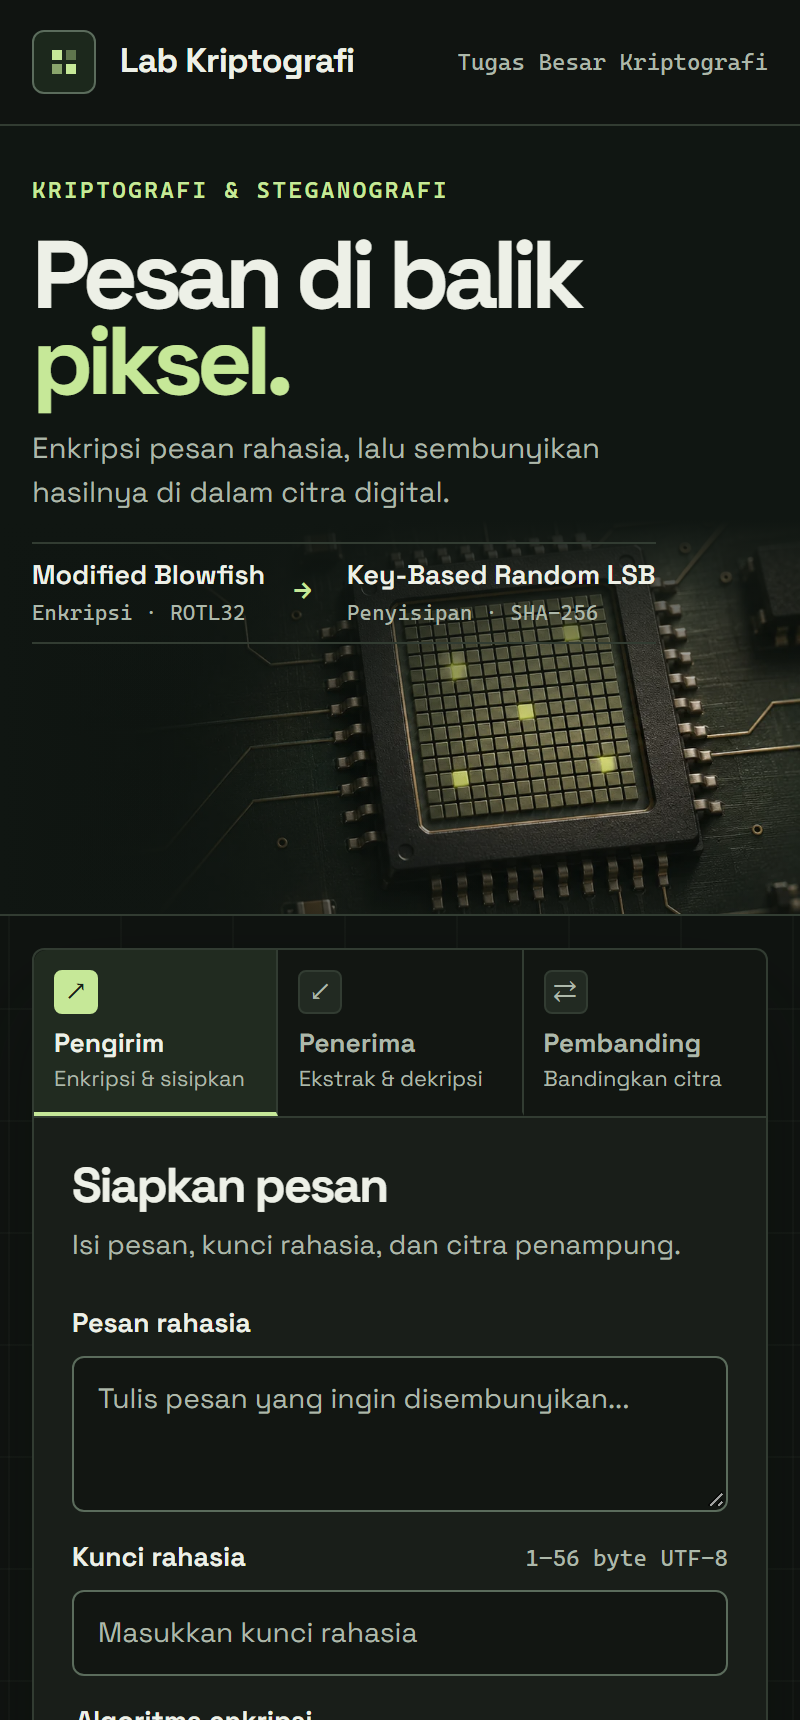 Lab Kriptografi
Tugas Besar Kriptografi
KRIPTOGRAFI & STEGANOGRAFI
Pesan di balik
piksel.
Enkripsi pesan rahasia, lalu sembunyikan
hasilnya di dalam citra digital.
Modified Blowfish → Key-Based Random LSB
Enkripsi · ROTL32 Penyisipan · SHA-256
Pengirim
Enkripsi & sisipkan
Penerima
Ekstrak & dekripsi
Pembanding
Bandingkan citra
Siapkan pesan
Isi pesan, kunci rahasia, dan citra penampung.
Pesan rahasia
Tulis pesan yang ingin disembunyikan...
Kunci rahasia
1–56 byte UTF-8
Masukkan kunci rahasia
Algoritma enkripsi